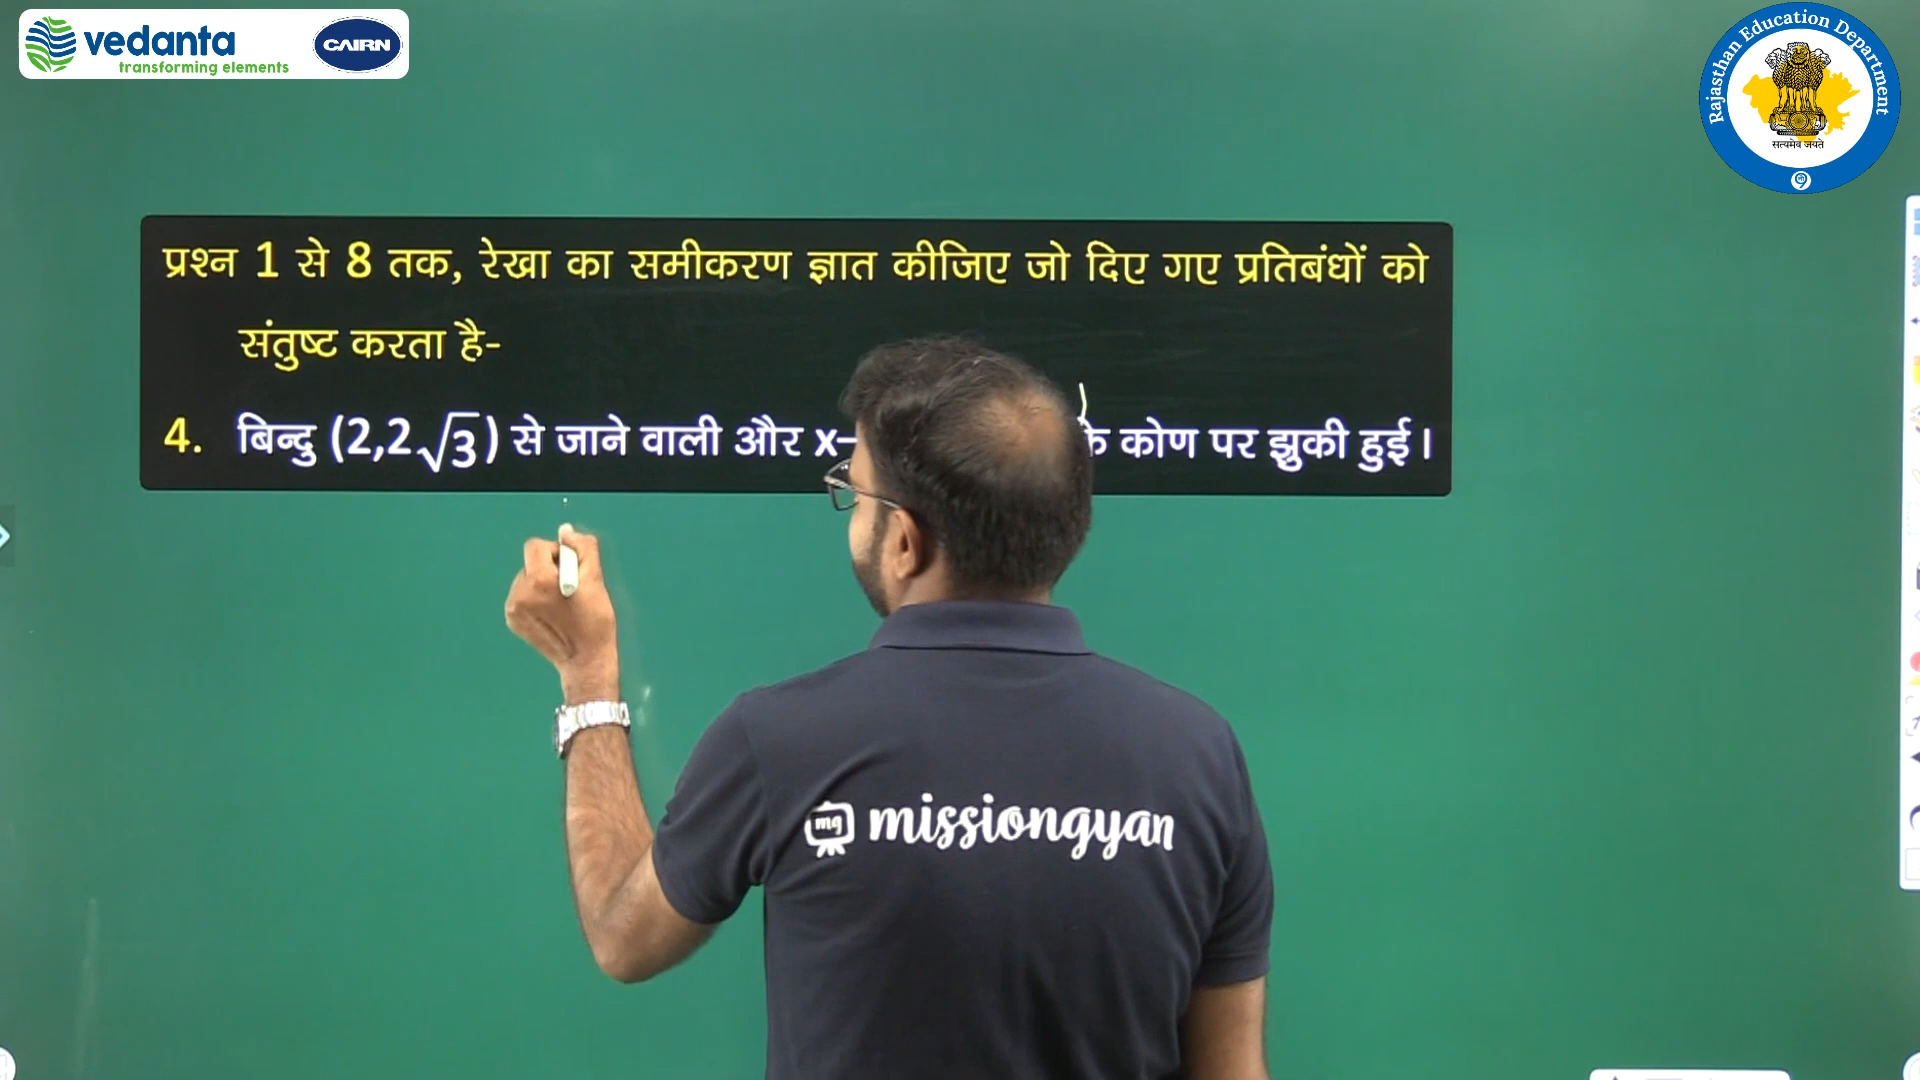 vedanta
transforming elements
CAIRN
Rajasthan Education Department
सत्यमेव जयते
प्रश्न 1 से 8 तक, रेखा का समीकरण ज्ञात कीजिए जो दिए गए प्रतिबंधों को
संतुष्ट करता है-
4. बिन्दु (2,2√3) से जाने वाली और x- के कोण पर झुकी हुई।
mg missiongyan